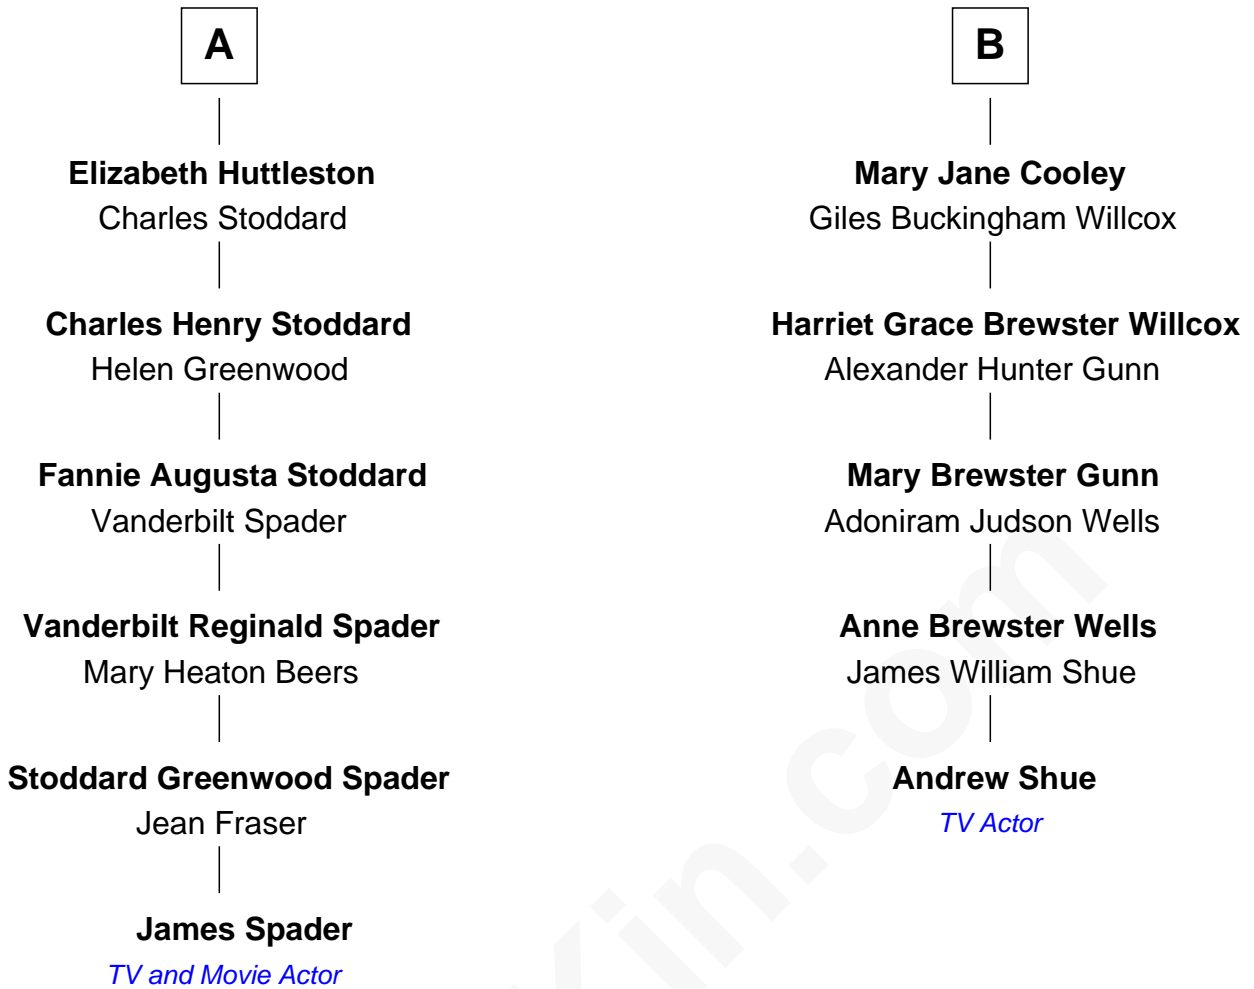 A
Elizabeth Huttleston
Charles Stoddard
Charles Henry Stoddard
Helen Greenwood
Fannie Augusta Stoddard
Vanderbilt Spader
Vanderbilt Reginald Spader
Mary Heaton Beers
Stoddard Greenwood Spader
Jean Fraser
James Spader
TV and Movie Actor
B
Mary Jane Cooley
Giles Buckingham Willcox
Harriet Grace Brewster Willcox
Alexander Hunter Gunn
Mary Brewster Gunn
Adoniram Judson Wells
Anne Brewster Wells
James William Shue
Andrew Shue
TV Actor